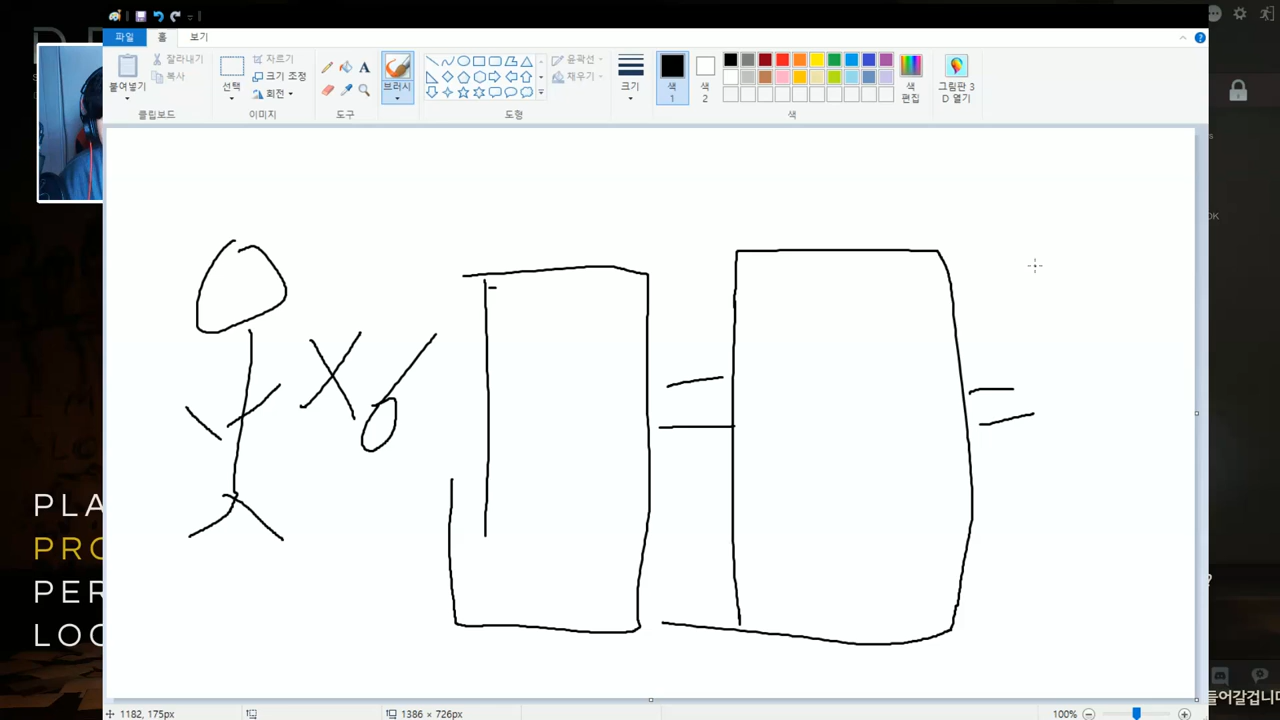 파일
홈
보기
붙여넣기
잘라내기
복사
클립보드
선택
자르기
크기 조정
회전
이미지
도구
브러시
윤곽선
채우기
도형
크기
색
1
색
2
색
편집
색
그림판 3
D 열기
OK
PLA
PRO
PER
LOC
들어갈겁니다
1182, 175px
1386 × 726px
100%